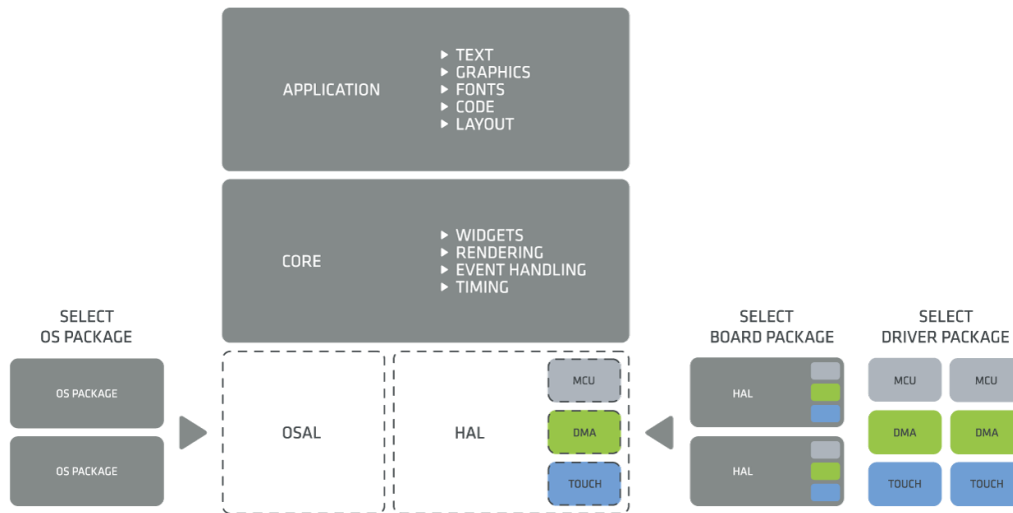 APPLICATION
TEXT
GRAPHICS
FONTS
CODE
LAYOUT
CORE
WIDGETS
RENDERING
EVENT HANDLING
TIMING
SELECT
OS PACKAGE
OS PACKAGE
OS PACKAGE
OSAL
HAL
MCU
DMA
TOUCH
SELECT
BOARD PACKAGE
HAL
HAL
SELECT
DRIVER PACKAGE
MCU
MCU
DMA
DMA
TOUCH
TOUCH